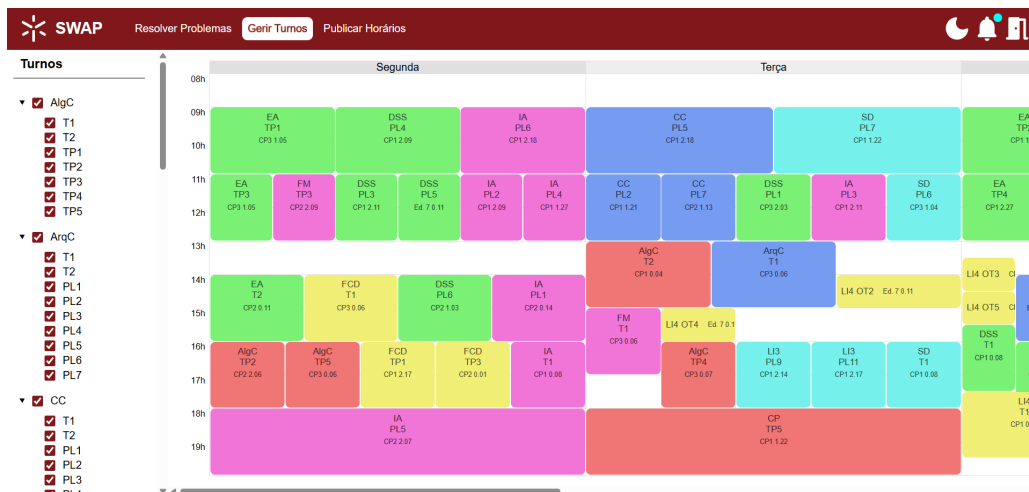 SWAP
Resolver Problemas
Gerir Turnos
Publicar Horários
Turnos
AlgC
T1
T2
TP1
TP2
TP3
TP4
TP5
ArqC
T1
T2
PL1
PL2
PL3
PL4
PL5
PL6
PL7
CC
T1
T2
PL1
PL2
PL3
Segunda
Terça
08h
09h
10h
11h
12h
13h
14h
15h
16h
17h
18h
19h
EA
TP1
CP3 1.05
DSS
PL4
CP1 2.09
IA
PL6
CP1 2.18
CC
PL5
CP1 2.18
SD
PL7
CP1 1.22
EA
EA
TP3
CP3 1.05
FM
TP3
CP2 2.09
DSS
PL3
CP1 2.11
DSS
PL5
Ed. 7 0.11
IA
PL2
CP1 2.09
IA
PL4
CP1 1.27
CC
PL2
CP1 1.21
CC
PL7
CP2 1.13
DSS
PL1
CP3 2.03
IA
PL3
CP1 2.11
SD
PL6
CP3 1.04
EA
TP4
CP1 2.27
AlgC
T2
CP1 0.04
ArqC
T1
CP3 0.06
LI4 OT3
EA
T2
CP2 0.11
FCD
T1
CP3 0.06
DSS
PL6
CP2 1.03
IA
PL1
CP2 0.14
LI4 OT2 Ed. 7 0.11
FM
T1
CP3 0.06
LI4 OT4 Ed. 7 0.1
LI4 OT5
DSS
T1
CP1 0.08
AlgC
TP2
CP2 2.06
AlgC
TP5
CP3 0.06
FCD
TP1
CP1 2.17
FCD
TP3
CP2 0.01
IA
T1
CP1 0.08
AlgC
TP4
CP3 0.07
LI3
PL9
CP1 2.14
LI3
PL11
CP1 2.17
SD
T1
CP1 0.08
IA
PL5
CP2 2.07
CP
TP5
CP1 1.22
LI4
T1